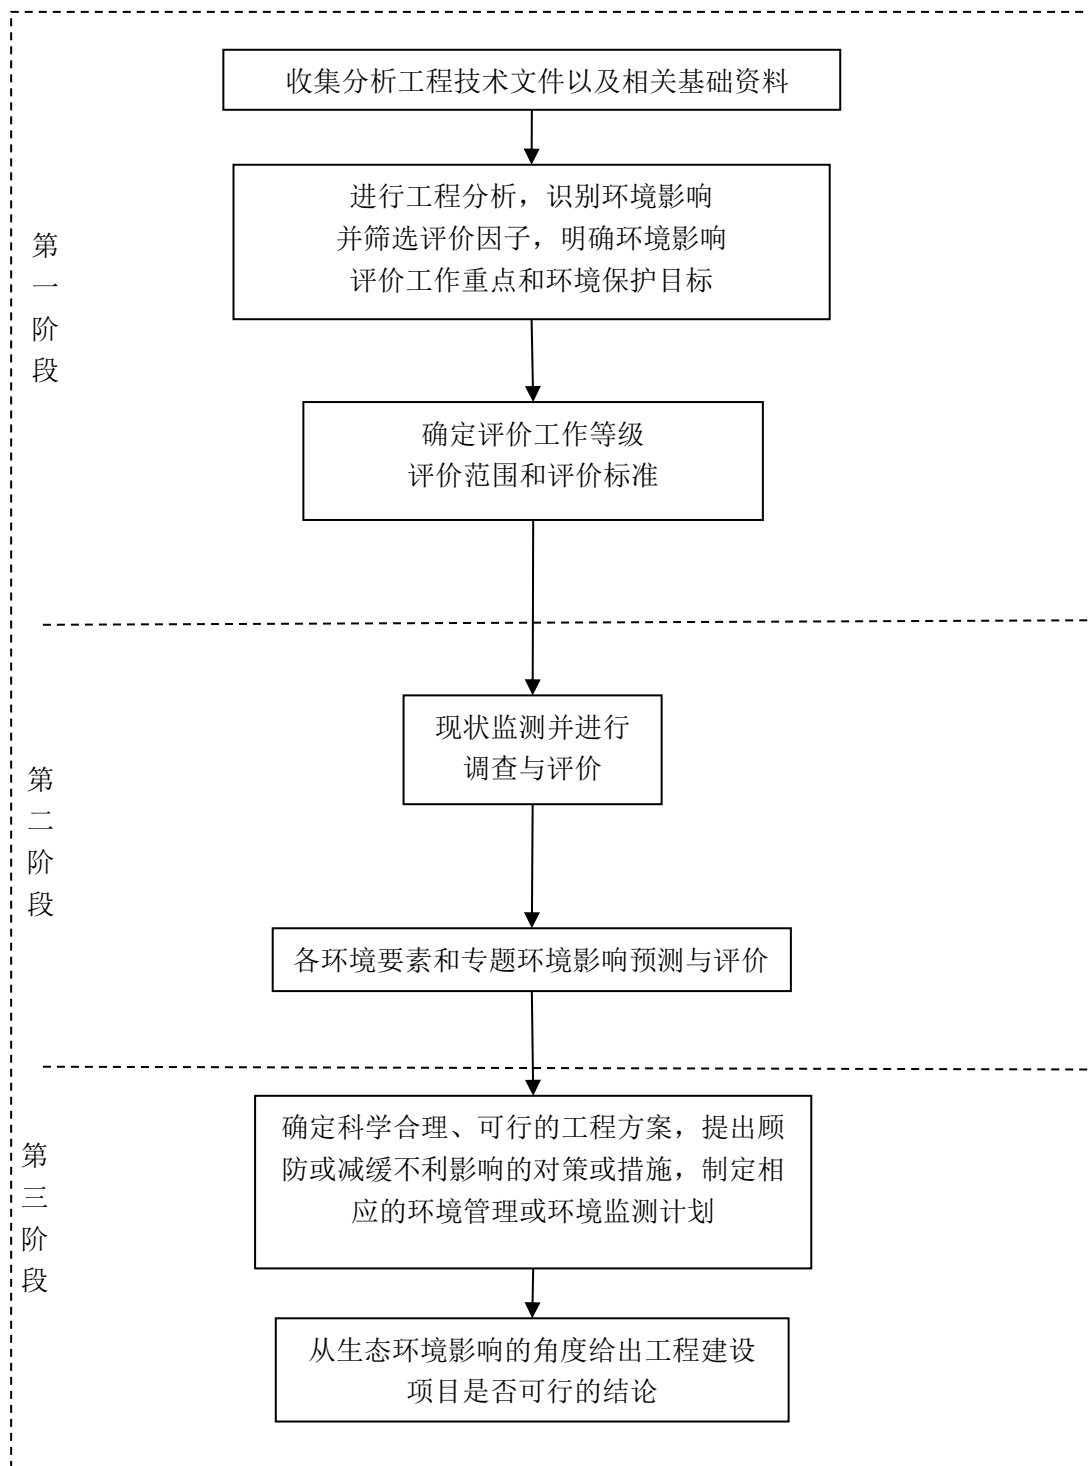 收集分析工程技术文件以及相关基础资料
进行工程分析，识别环境影响
并筛选评价因子，明确环境影响
评价工作重点和环境保护目标
第一阶段
确定评价工作等级
评价范围和评价标准
现状监测并进行
调查与评价
第二阶段
各环境要素和专题环境影响预测与评价
确定科学合理、可行的工程方案，提出顾
防或减缓不利影响的对策或措施，制定相
应的环境管理或环境监测计划
第三阶段
从生态环境影响的角度给出工程建设
项目是否可行的结论